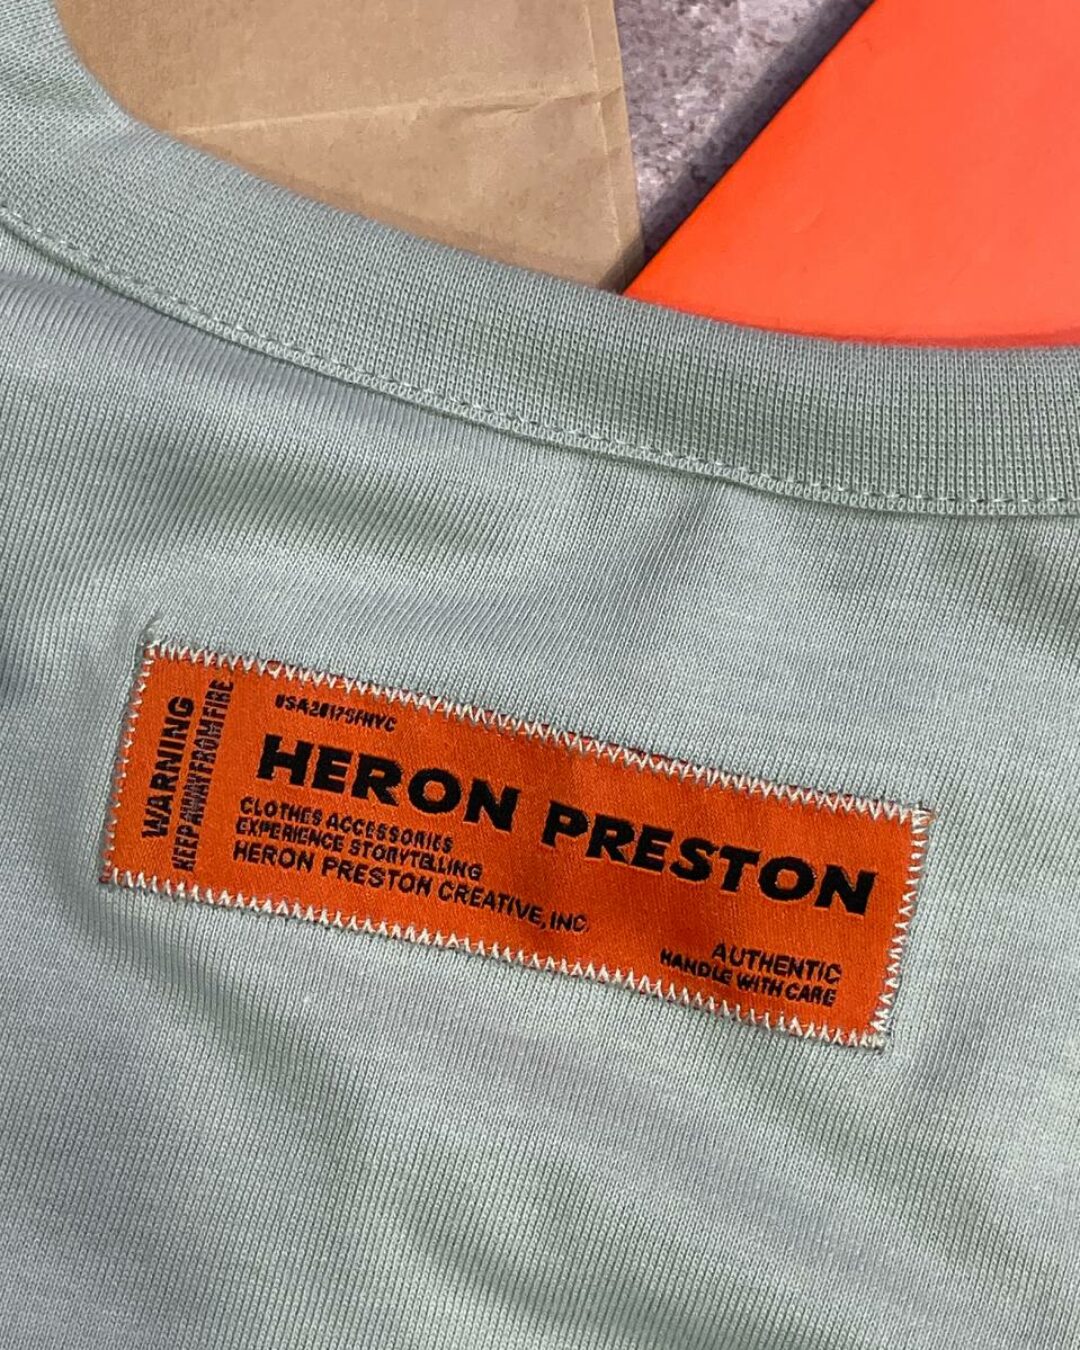 WARNING
KEEP AWAY FROM FIRE
HERON PRESTON
CLOTHES ACCESSORIES
EXPERIENCE STORYTELLING
HERON PRESTON CREATIVE, INC.
AUTHENTIC
HANDLE WITH CARE